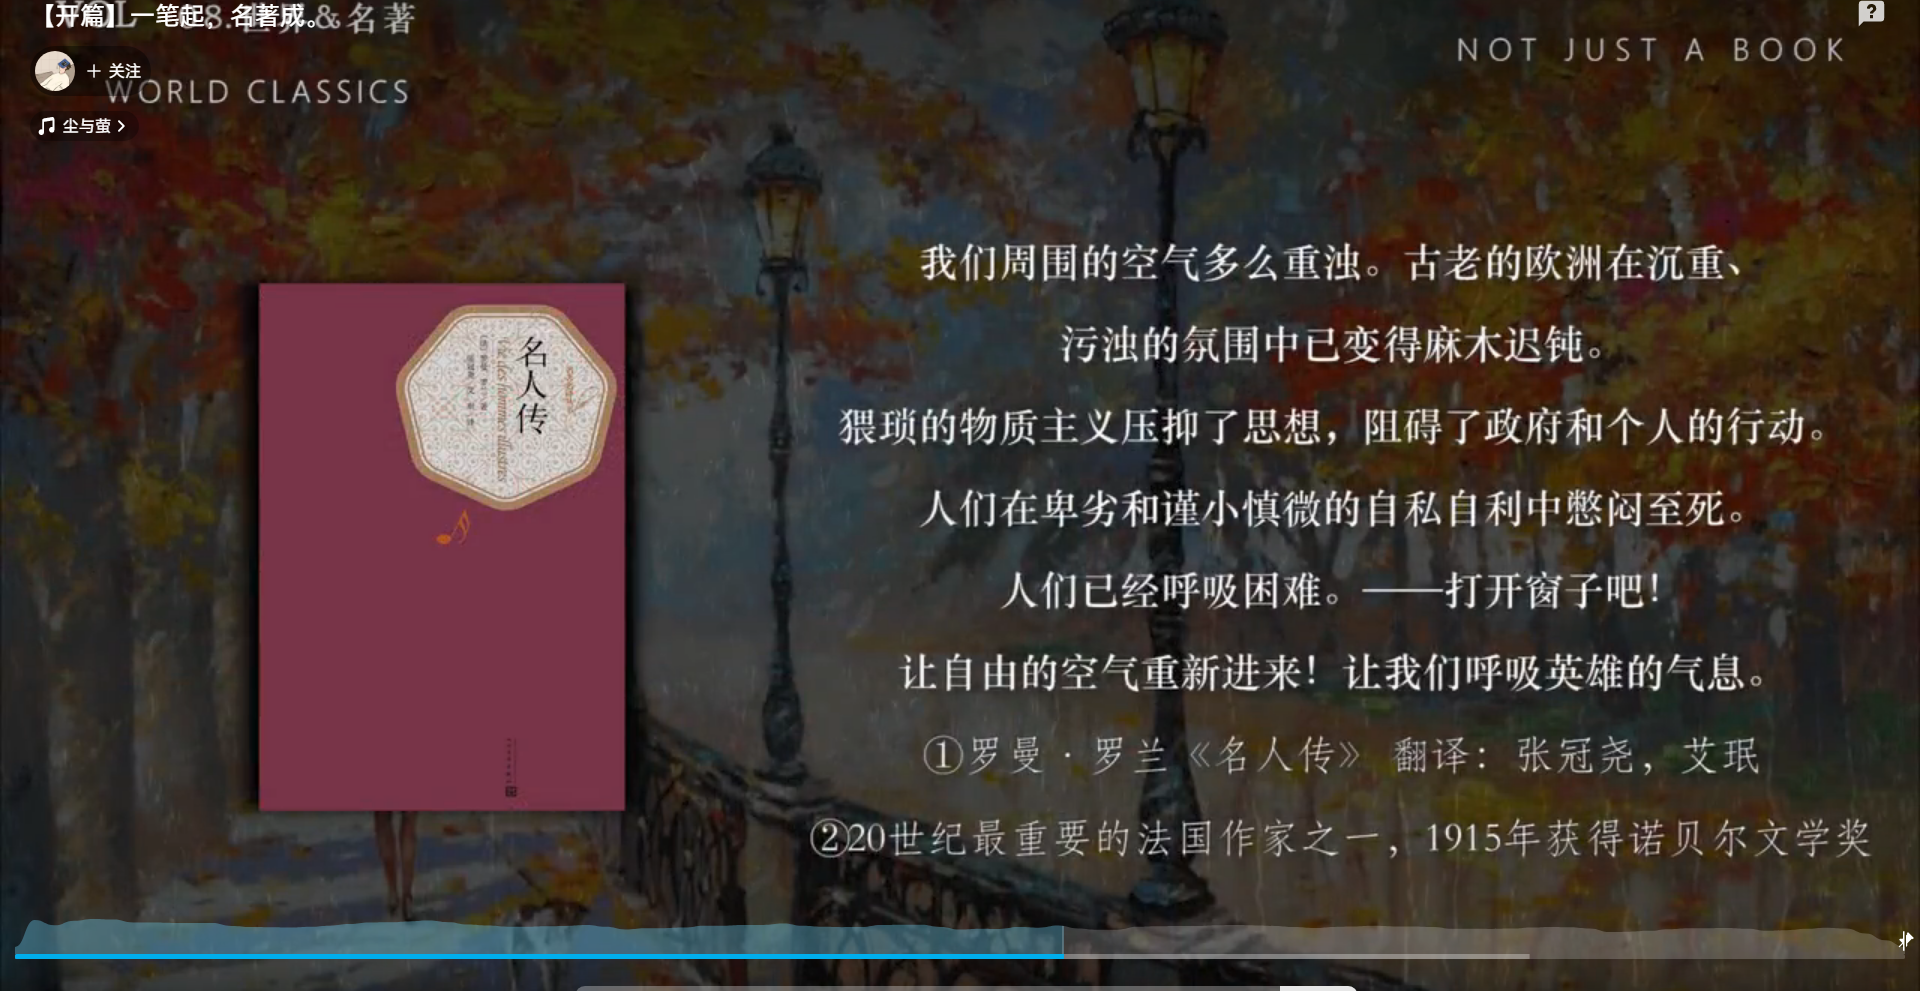 【开篇】一笔起，名著成。
&名著
NOT JUST A BOOK
+ 关注
WORLD CLASSICS
尘与萤
名人传
Vie des hommes illustres
我们周围的空气多么重浊。古老的欧洲在沉重、
污浊的氛围中已变得麻木迟钝。
猥琐的物质主义压抑了思想，阻碍了政府和个人的行动。
人们在卑劣和谨小慎微的自私自利中憋闷至死。
人们已经呼吸困难。——打开窗子吧！
让自由的空气重新进来！让我们呼吸英雄的气息。
①罗曼·罗兰《名人传》 翻译：张冠尧，艾珉
②20世纪最重要的法国作家之一，1915年获得诺贝尔文学奖